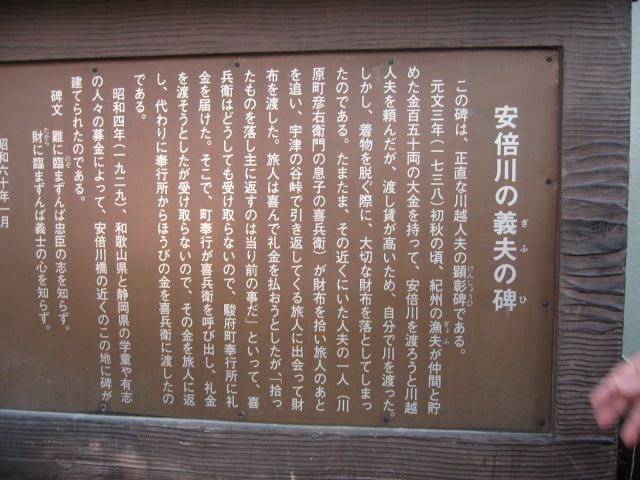 安倍川の義夫の碑
ぎふ ひ
この碑は、正直な川越人夫の顕彰碑である。
けんしょうひ
元文三年(一七三八)初秋の頃、紀州の漁夫が仲間と貯
ぎょふ
めた金百五十両の大金を持って、安倍川を渡ろうと川越
人夫を頼んだが、渡し賃が高いため、自分で川を渡った。
しかし、着物を脱ぐ際に、大切な財布を落としてしまっ
たのである。たまたま、その近くにいた人夫の一人(川
原町彦右衛門の息子の喜兵衛)が財布を拾い旅人のあと
を追い、宇津の谷峠で引き返してくる旅人に出会って財
布を渡した。旅人は喜んで礼金を払おうとしたが、「拾っ
たものを落し主に返すのは当り前の事だ」といって、喜
兵衛はどうしても受け取らないので、駿府町奉行所に礼
金を届けた。そこで、町奉行が喜兵衛を呼び出し、礼金
を渡そうとしたが受け取らないので、その金を旅人に返
し、代わりに奉行所からほうびの金を喜兵衛に渡したの
である。
昭和四年(一九二九)、和歌山県と静岡県の学童や有志
の人々の募金によって、安倍川橋の近くのこの地に碑が
建てられたのである。
碑文 難に臨まずんば忠臣の志を知らず。
のぞ
財に臨まずんば義士の心を知らず。
たから
昭和六十年一月